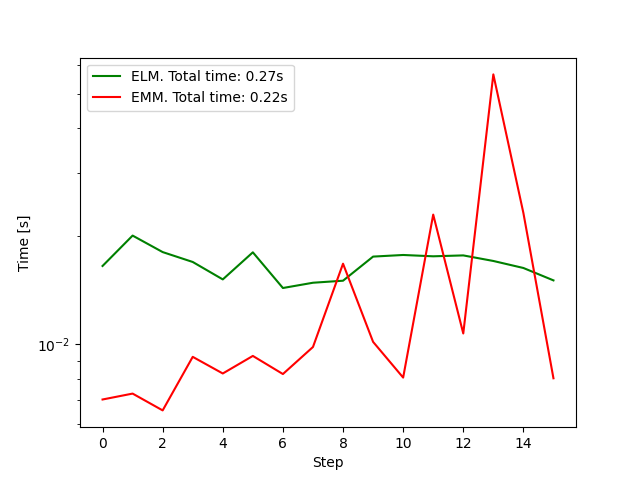 ELM. Total time: 0.27s
EMM. Total time: 0.22s
Time [s]
10⁻²
0 2 4 6 8 10 12 14
Step